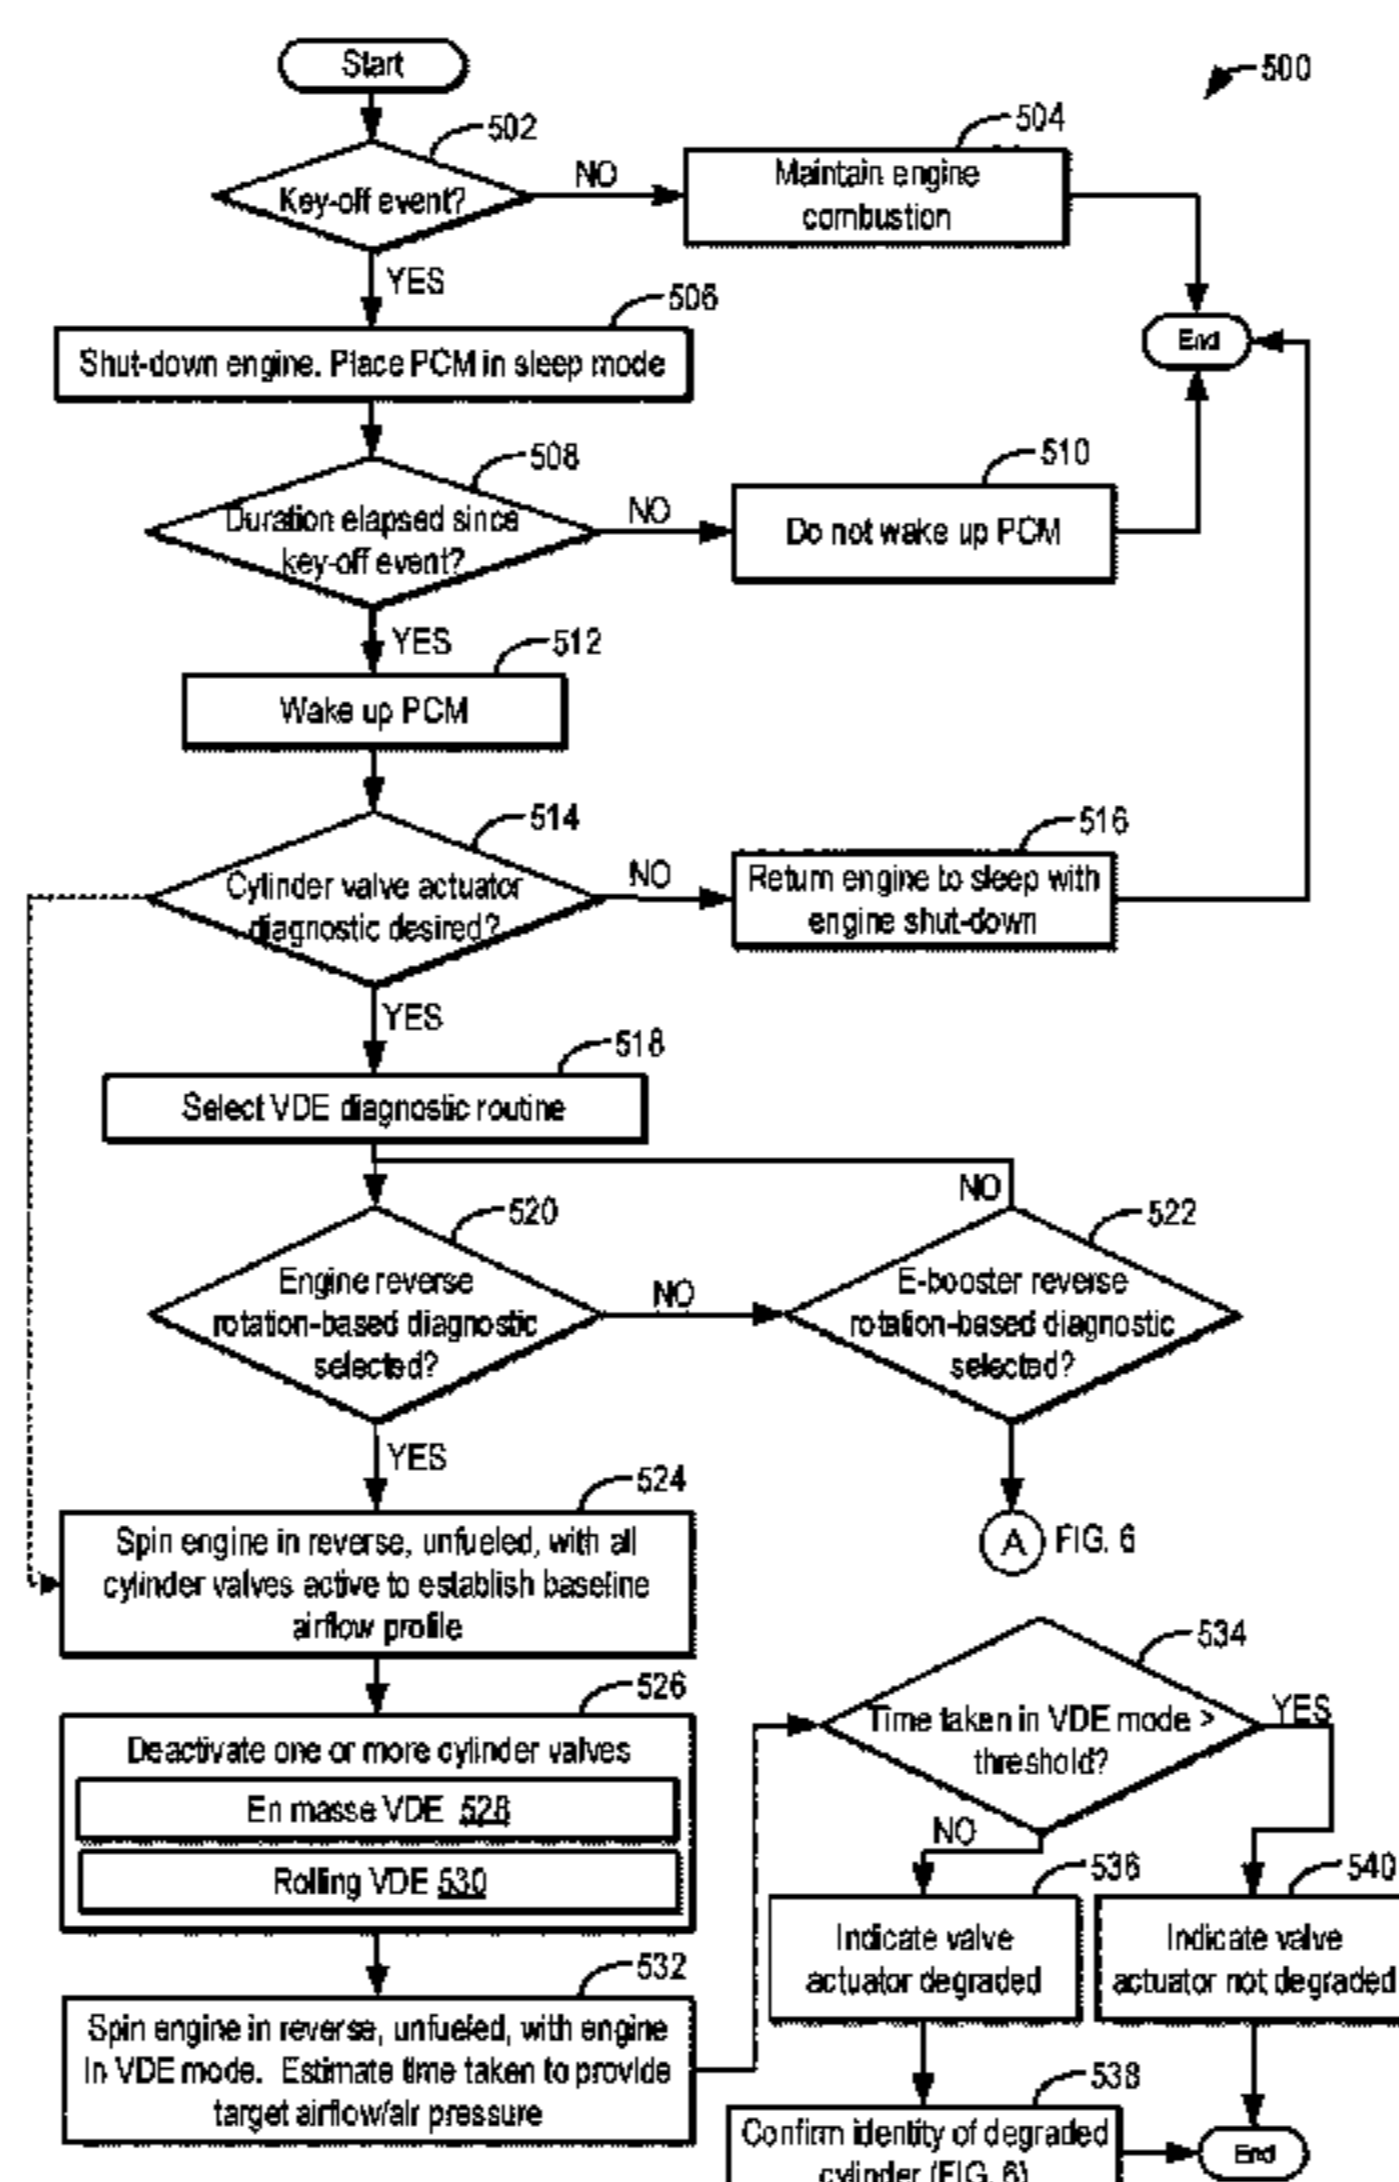 Start
500
502
Key-off event?
NO
504
Maintain engine
combustion
YES
506
Shut-down engine. Place PCM in sleep mode
End
508
Duration elapsed since
key-off event?
NO
510
Do not wake up PCM
YES
512
Wake up PCM
514
Cylinder valve actuator
diagnostic desired?
NO
516
Return engine to sleep with
engine shut-down
YES
518
Select VDE diagnostic routine
NO
520
Engine reverse
rotation-based diagnostic
selected?
NO
522
E-booster reverse
rotation-based diagnostic
selected?
YES
524
Spin engine in reverse, unfueled, with all
cylinder valves active to establish baseline
airflow profile
A FIG. 6
526
Deactivate one or more cylinder valves
En masse VDE 528
Rolling VDE 530
532
Spin engine in reverse, unfueled, with engine
in VDE mode. Estimate time taken to provide
target airflow/air pressure
534
Time taken in VDE mode >
threshold?
YES
NO
536
Indicate valve
actuator degraded
540
Indicate valve
actuator not degraded
538
Confirm identity of degraded
cylinder (FIG. 6)
End